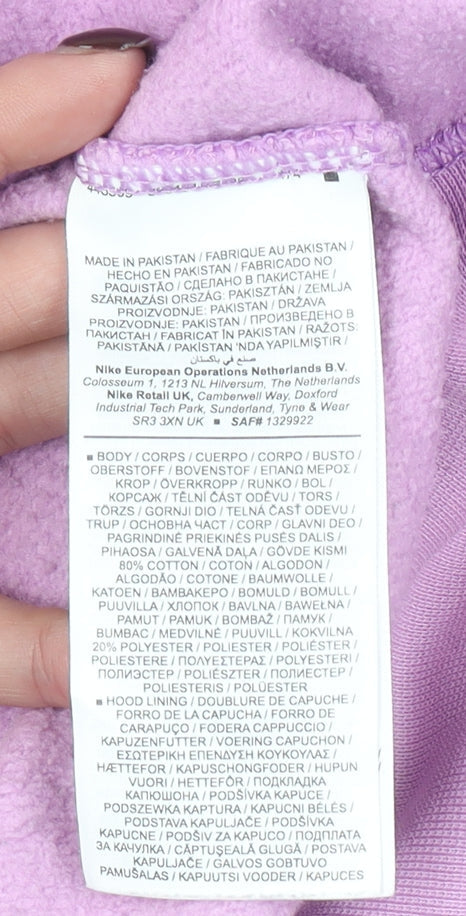 MADE IN PAKISTAN / FABRIQUE AU PAKISTAN /
HECHO EN PAKISTAN / FABRICADO NO
PAQUISTÃO / СДЕЛАНО В ПАКИСТАНЕ /
SZÁRMAZÁSI ORSZÁG: PAKISZTÁN / ZEMLJA
PROIZVODNJE: PAKISTAN / DRŽAVA
PROIZVODNJE: PAKISTAN / ПРОИЗВЕДЕНО В
ПАКИСТАН / FABRICAT ÎN PAKISTAN / RAŽOTS:
PAKISTĀNĀ / PAKİSTAN 'NDA YAPILMIŞTIR /
صنع في باكستان
Nike European Operations Netherlands B.V.
Colosseum 1, 1213 NL Hilversum, The Netherlands
Nike Retail UK, Camberwell Way, Doxford
Industrial Tech Park, Sunderland, Tyne & Wear
SR3 3XN UK ■ SAF# 1329922
■ BODY / CORPS / CUERPO / CORPO / BUSTO /
OBERSTOFF / BOVENSTOF / ΕΠΑΝΩ ΜΕΡΟΣ /
KROP / ÖVERKROPP / RUNKO / BOL /
КОРСАЖ / TĚLNÍ ČÁST ODĚVU / TORS /
TÖRZS / GORNJI DIO / TELNÁ ČASŤ ODEVU /
TRUP / ОСНОВНА ЧАСТ / CORP / GLAVNI DEO /
PAGRINDINĖ PRIEKINĖS PUSĖS DALIS /
PIHAOSA / GALVENĀ DAĻA / GÖVDE KISMI
80% COTTON / COTON / ALGODON /
ALGODÃO / COTONE / BAUMWOLLE /
KATOEN / ΒΑΜΒΑΚΕΡΟ / BOMULD / BOMULL /
PUUVILLA / ХЛОПОК / BAVLNA / BAWEŁNA /
PAMUT / PAMUK / BOMBAŽ / ПАМУК /
BUMBAC / MEDVILNĖ / PUUVILL / KOKVILNA
20% POLYESTER / POLIESTER / POLIÉSTER /
POLIESTERE / ΠΟΛΥΕΣΤΕΡΑΣ / POLYESTERI /
ПОЛИЭСТЕР / POLIÉSZTER / ПОЛИЕСТЕР /
POLIESTERIS / POLÜESTER
■ HOOD LINING / DOUBLURE DE CAPUCHE /
FORRO DE LA CAPUCHA / FORRO DE
CARAPUÇO / FODERA CAPPUCCIO /
KAPUZENFUTTER / VOERING CAPUCHON /
ΕΣΩΤΕΡΙΚΗ ΕΠΕΝΔΥΣΗ ΚΟΥΚΟΥΛΑΣ /
HÆTTEFOR / KAPUSCHONGFODER / HUPUN
VUORI / HETTEFÔR / ПОДКЛАДКА
КАПЮШОНА / PODŠÍVKA KAPUCE /
PODSZEWKA KAPTURA / KAPUCNI BÉLÉS /
PODSTAVA KAPULJAČE / PODŠÍVKA
KAPUCNE / PODŠIV ZA KAPUCO / ПОДПЛАТА
ЗА КАЧУЛКА / CĂPTUŞEALĂ GLUGĂ / POSTAVA
KAPULJAČE / GALVOS GOBTUVO
PAMUŠALAS / KAPUUTSI VOODER / KAPUCES